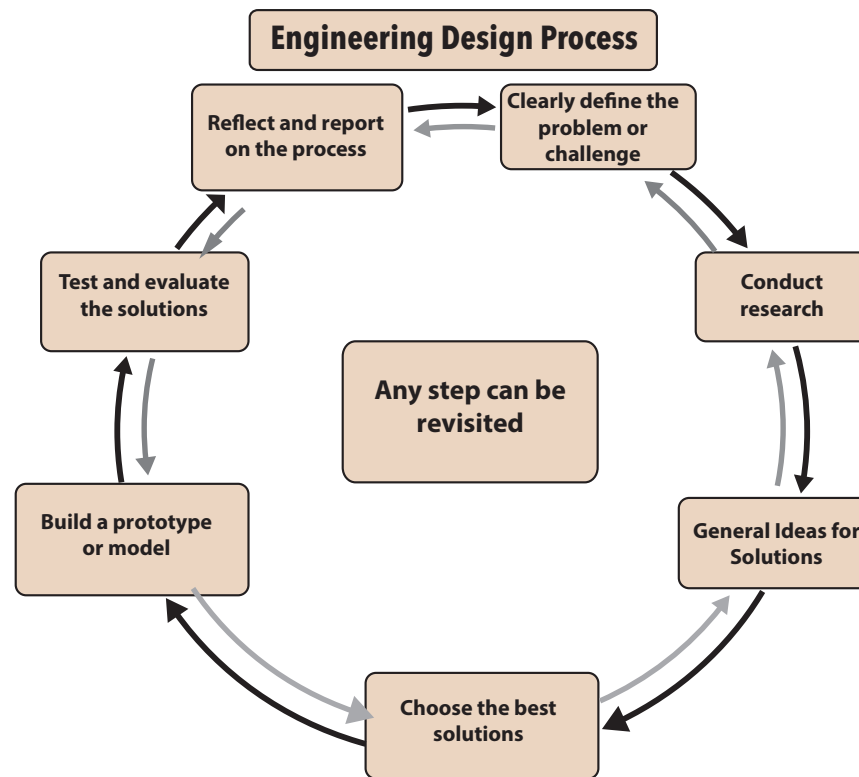 Engineering Design Process
Clearly define the
problem or
challenge
Conduct
research
General Ideas for
Solutions
Choose the best
solutions
Build a prototype
or model
Test and evaluate
the solutions
Reflect and report
on the process
Any step can be
revisited